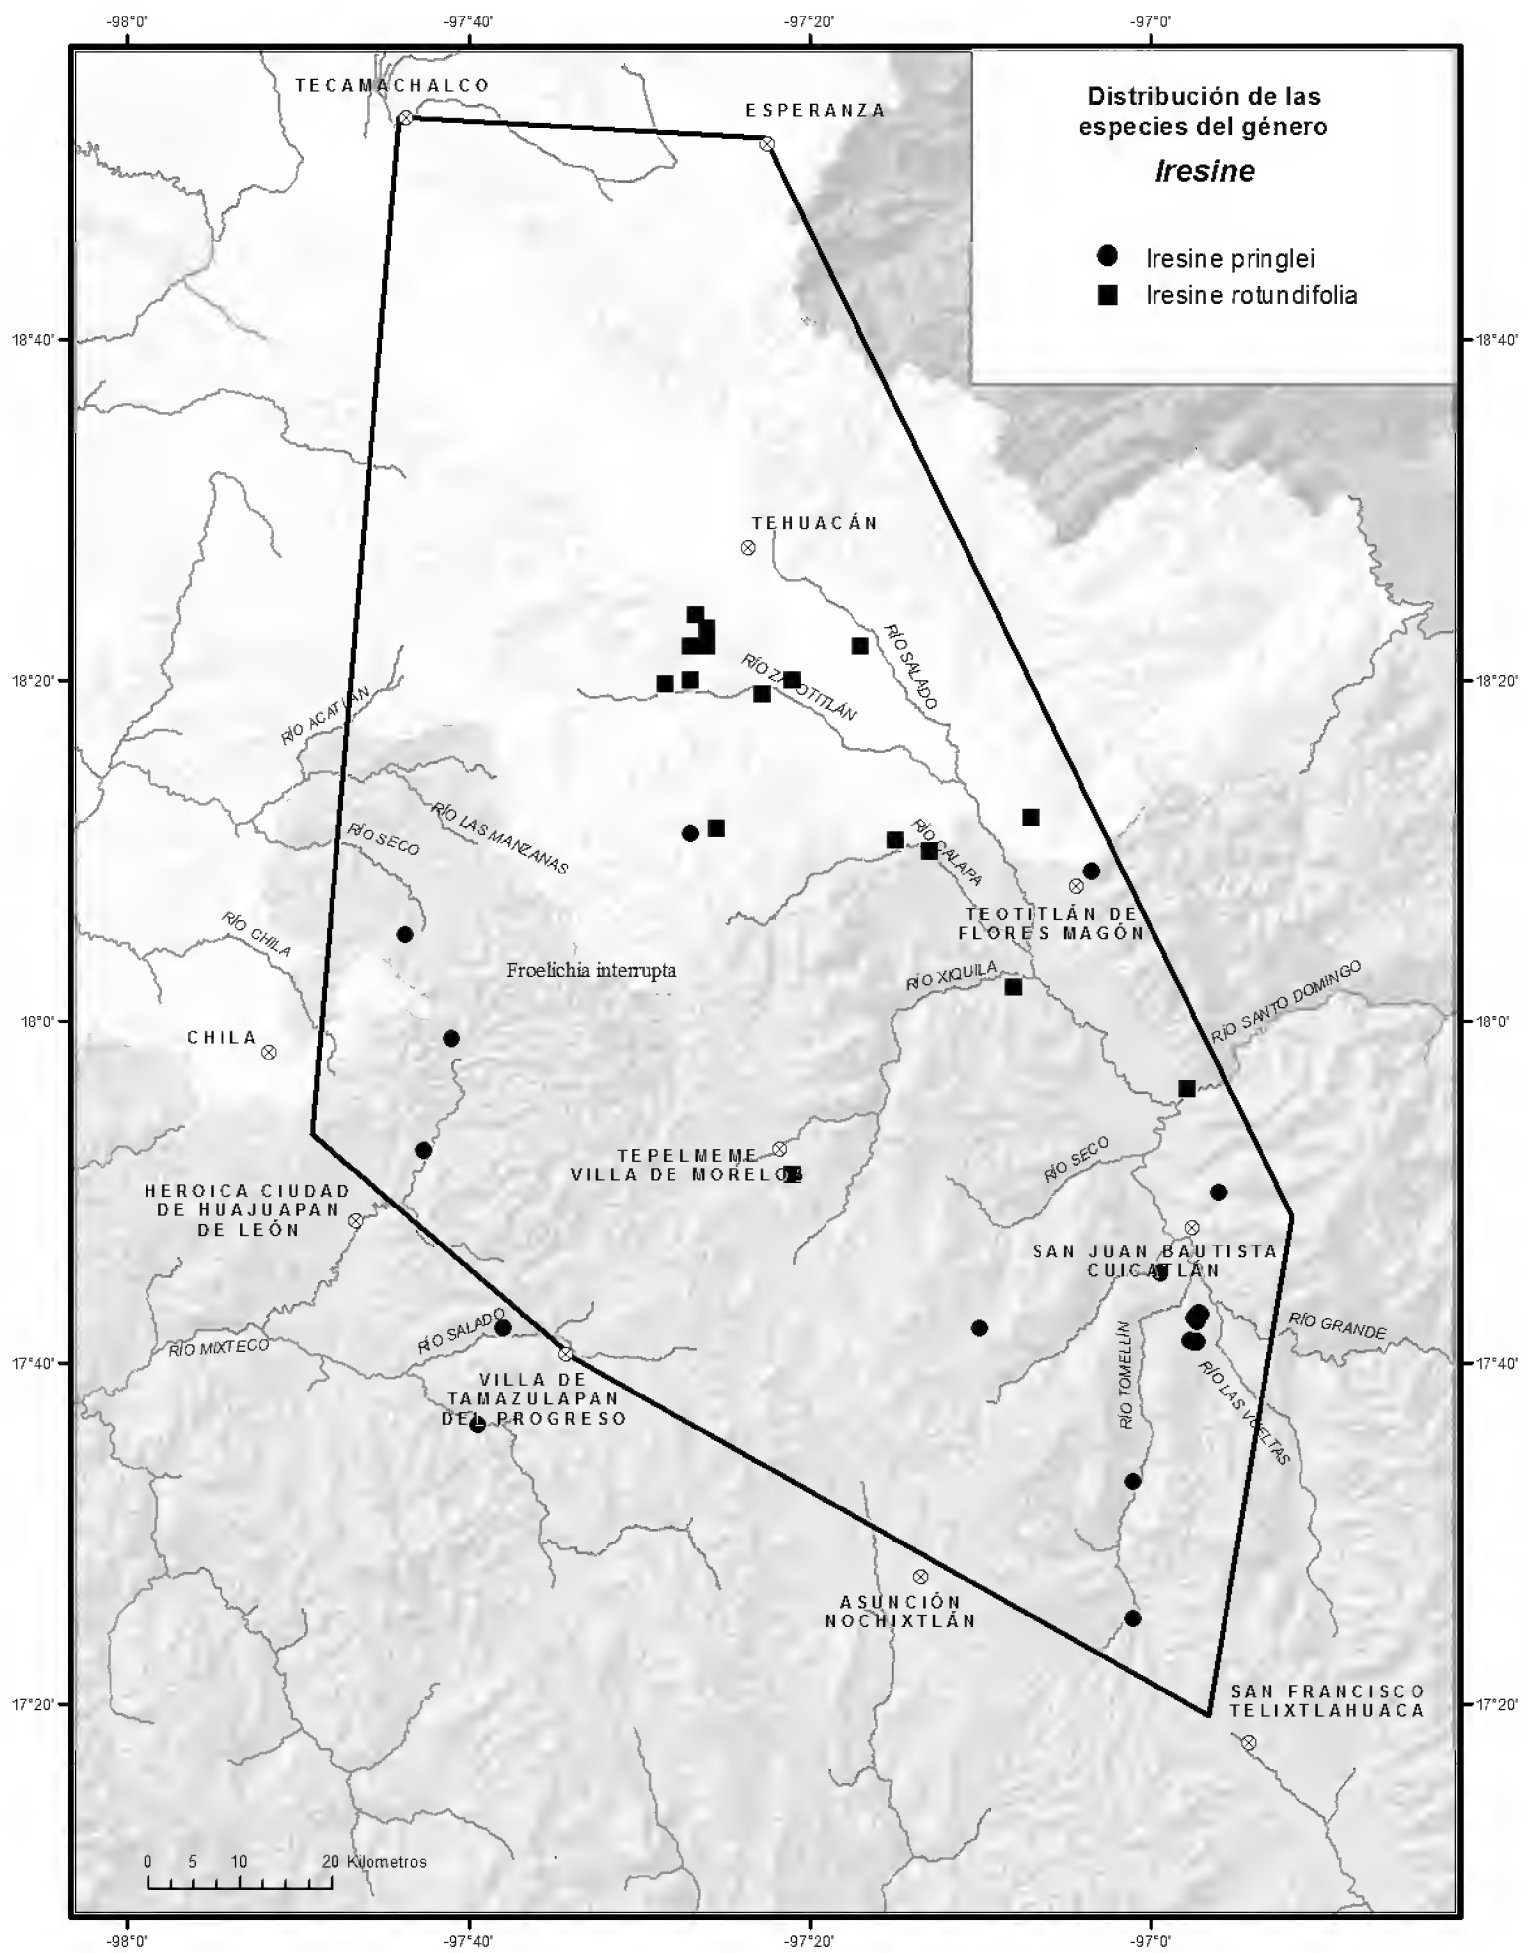 -98°0'
-97°40'
-97°20'
-97°0'
TECAMACHALCO
ESPERANZA
Distribución de las
especies del género
Iresine
Iresine pringlei
Iresine rotundifolia
18°40'
18°40'
TEHUACÁN
RÍO SALADO
RÍO ZAPOTITLÁN
18°20'
18°20'
RÍO ACATLÁN
RÍO LAS MANZANAS
RÍO SECO
RÍO CALAPA
TEOTITLÁN DE
FLORES MAGÓN
RÍO CHILA
Froelichia interrupta
RÍO XIQUILA
RÍO SANTO DOMINGO
18°0'
18°0'
CHILA
TEPELMEME
VILLA DE MORELOS
RÍO SECO
HEROICA CIUDAD
DE HUAJUAPAN
DE LEÓN
SAN JUAN BAUTISTA
CUICATLÁN
RÍO SALADO
RÍO MIXTECO
RÍO GRANDE
RÍO TOMELLÍN
17°40'
17°40'
RÍO LAS VUELTAS
VILLA DE
TAMAZULAPAN
DEL PROGRESO
ASUNCIÓN
NOCHIXTLÁN
SAN FRANCISCO
TELIXTLAHUACA
17°20'
17°20'
0 5 10 20 Kilometros
-98°0'
-97°40'
-97°20'
-97°0'